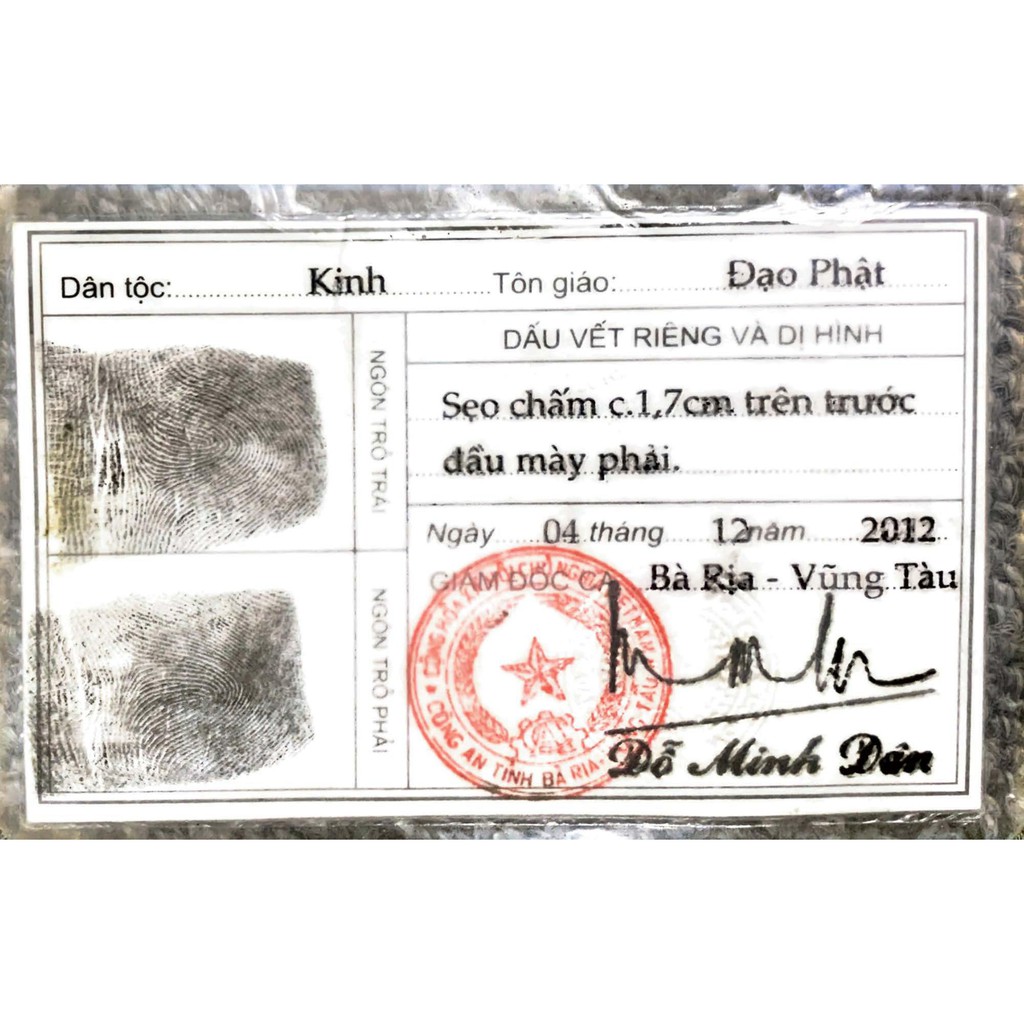 Dân tộc: Kinh Tôn giáo: Đạo Phật
NGÓN TRỎ TRÁI
DẤU VẾT RIÊNG VÀ DỊ HÌNH
Sẹo chấm c.1,7cm trên trước
đầu mày phải.
Ngày 04 tháng 12 năm 2012
GIÁM ĐỐC CA Bà Rịa - Vũng Tàu
NGÓN TRỎ PHẢI
CÔNG AN TỈNH BÀ RỊA TÀU
Đỗ Minh Dân